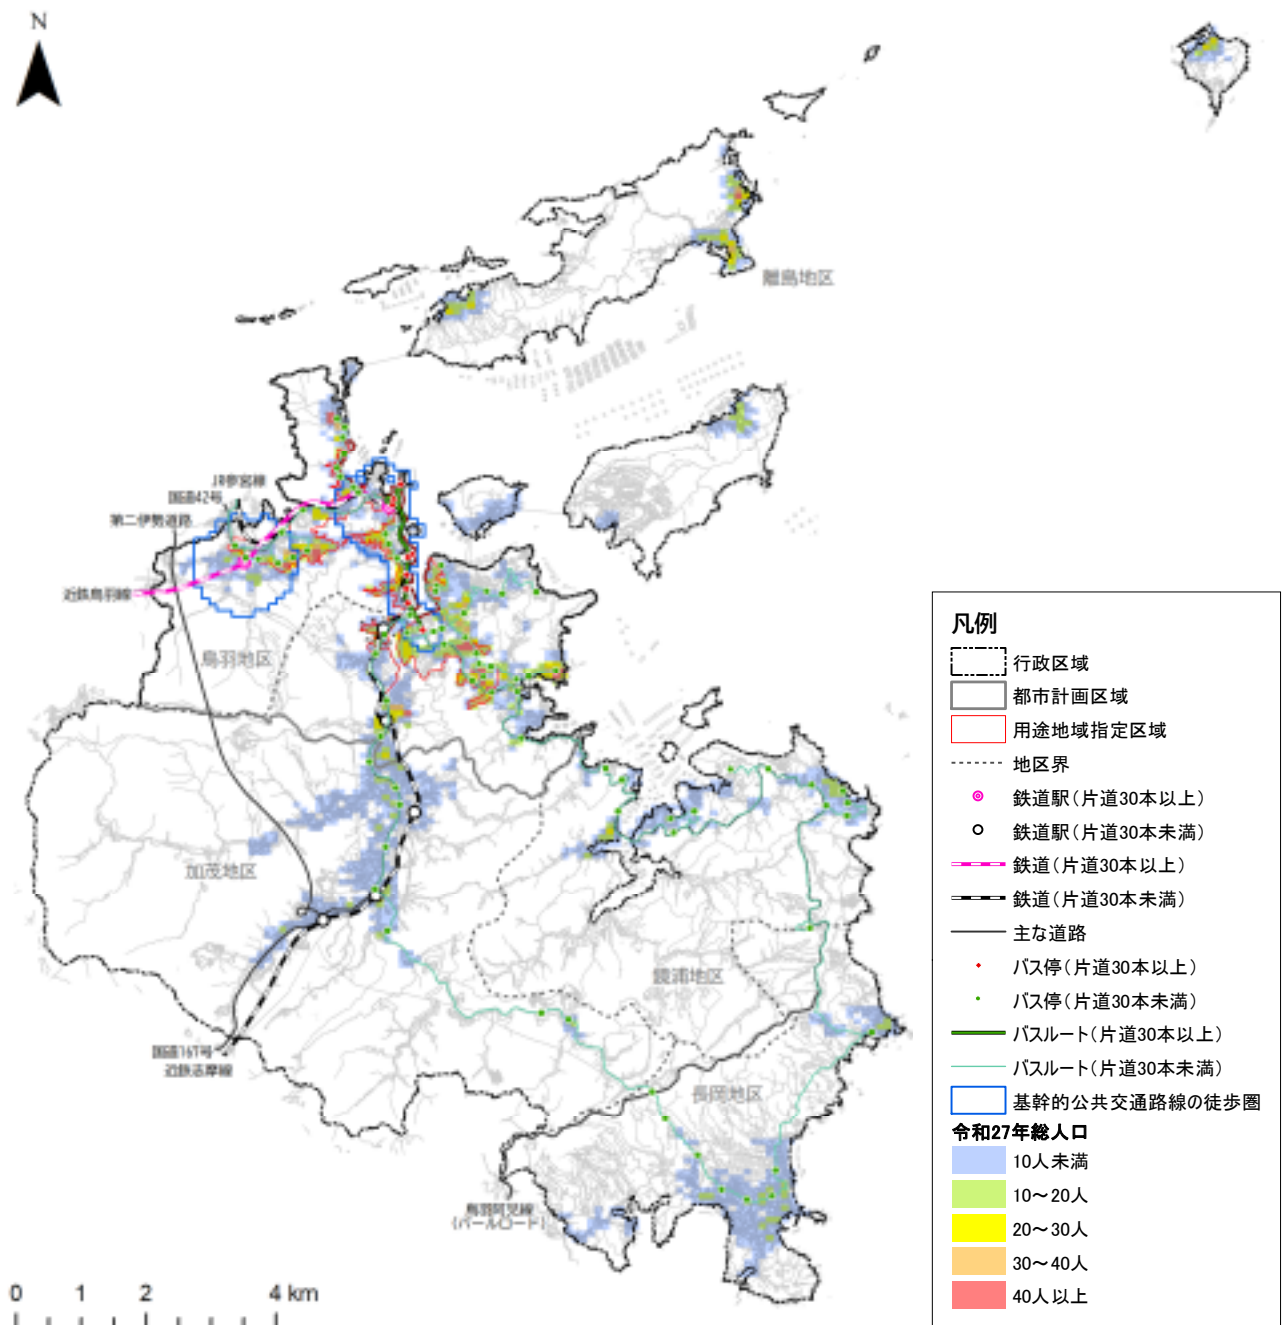 N
離島地区
JR参宮線
国道42号
第二伊勢道路
近鉄鳥羽線
鳥羽地区
加茂地区
鏡浦地区
国道167号
近鉄志摩線
長岡地区
鳥羽阿児線
(パールロード)
0 1 2 4 km
凡例
行政区域
都市計画区域
用途地域指定区域
地区界
鉄道駅(片道30本以上)
鉄道駅(片道30本未満)
鉄道(片道30本以上)
鉄道(片道30本未満)
主な道路
バス停(片道30本以上)
バス停(片道30本未満)
バスルート(片道30本以上)
バスルート(片道30本未満)
基幹的公共交通路線の徒歩圏
令和27年総人口
10人未満
10～20人
20～30人
30～40人
40人以上